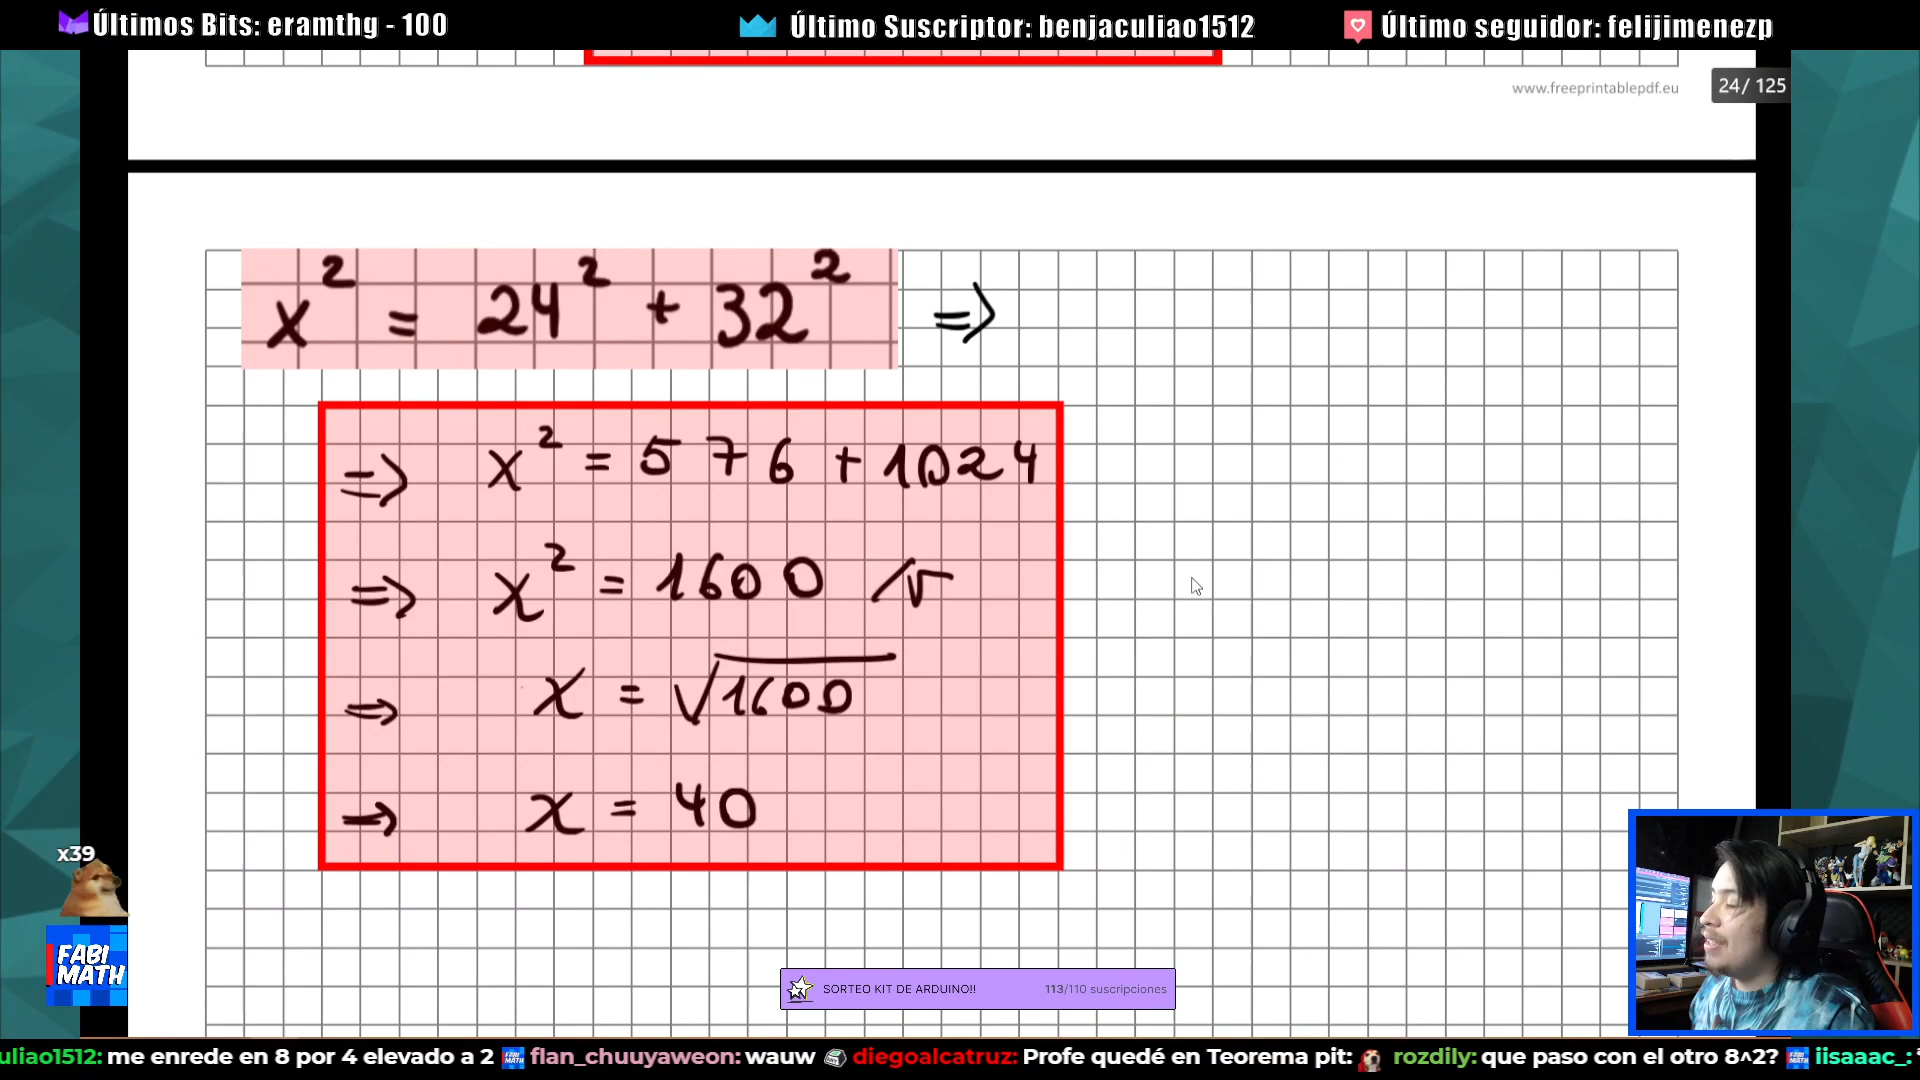 Últimos Bits: eramthg - 100
Último Suscriptor: benjaculiao1512
Último seguidor: felijimenezp
www.freeprintablepdf.eu
24/ 125
x² = 24² + 32² =>
=> x² = 576 + 1024
=> x² = 1600 /√
=> x = √1600
=> x = 40
x39
FABI
MATH
SORTEO KIT DE ARDUINO!! 113/110 suscripciones
uliao1512: me enrede en 8 por 4 elevado a 2 flan_chuuyaweon: wauw diegoalcatruz: Profe quedé en Teorema pit: rozdily: que paso con el otro 8^2? iisaaac_: